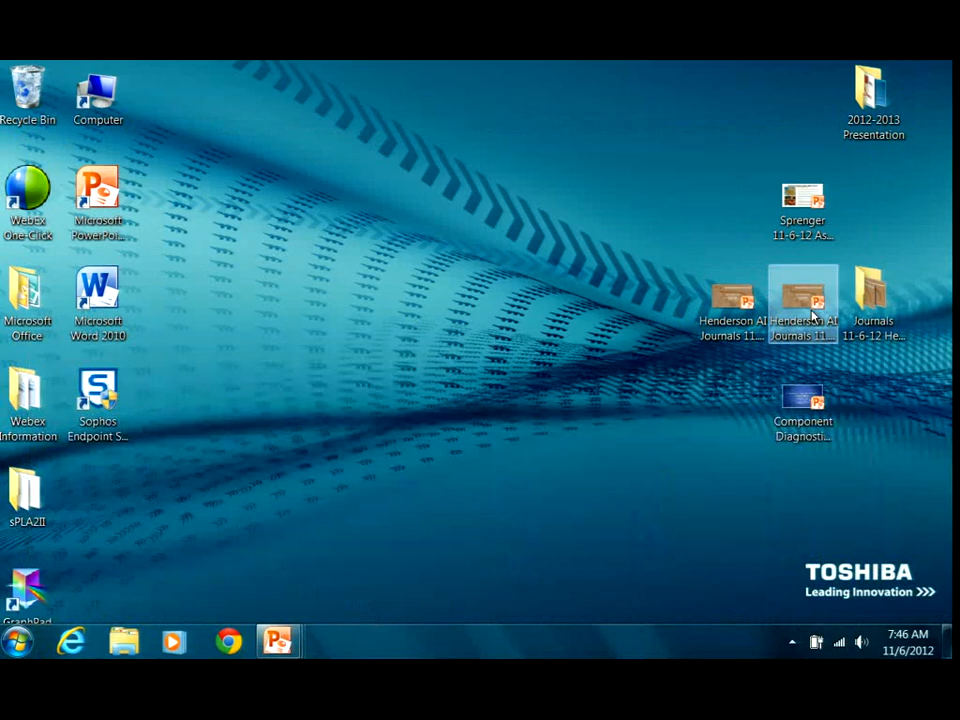 Recycle Bin
Computer
2012-2013
Presentation
WebEx
One-Click
Microsoft
PowerPoi...
Sprenger
11-6-12 As...
Microsoft
Office
Microsoft
Word 2010
Henderson AI
Journals 11....
Henderson AI
Journals 11....
Journals
11-6-12 He...
Webex
Information
Sophos
Endpoint S...
Component
Diagnosti...
sPLA2II
GraphPad
TOSHIBA
Leading Innovation >>>
7:46 AM
11/6/2012